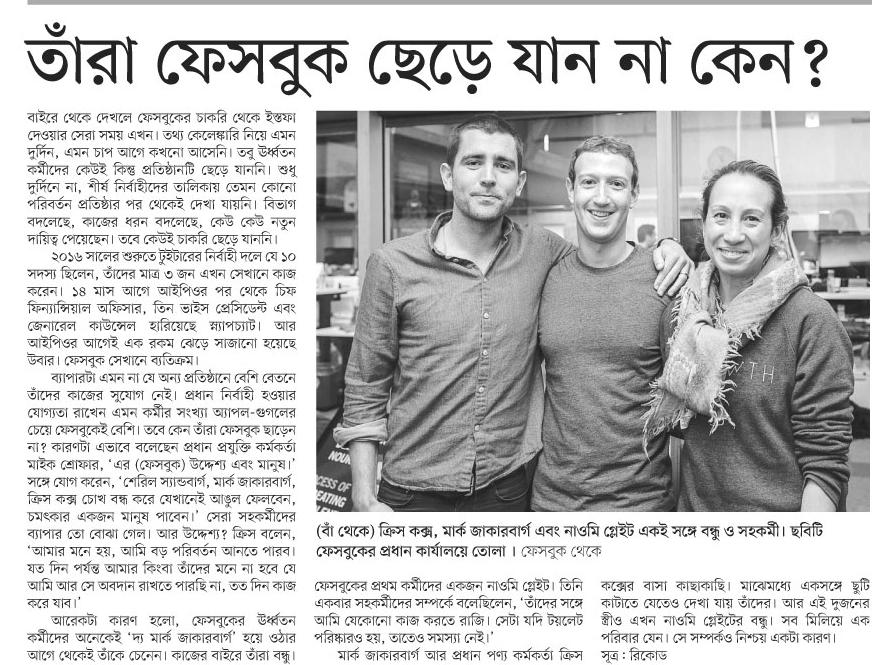 তাঁরা ফেসবুক ছেড়ে যান না কেন?
বাইরে থেকে দেখলে ফেসবুকের চাকরি থেকে ইস্তফা
দেওয়ার সেরা সময় এখন। তথ্য কেলেঙ্কারি নিয়ে এমন
দুর্দিন, এমন চাপ আগে কখনো আসেনি। তবু ঊর্ধ্বতন
কর্মীদের কেউই কিন্তু প্রতিষ্ঠানটি ছেড়ে যাননি। শুধু
দুর্দিনে না, শীর্ষ নির্বাহীদের তালিকায় তেমন কোনো
পরিবর্তন প্রতিষ্ঠার পর থেকেই দেখা যায়নি। বিভাগ
বদলেছে, কাজের ধরন বদলেছে, কেউ কেউ নতুন
দায়িত্ব পেয়েছেন। তবে কেউই চাকরি ছেড়ে যাননি।
২০১৬ সালের শুরুতে টুইটারের নির্বাহী দলে যে ১০
সদস্য ছিলেন, তাঁদের মাত্র ৩ জন এখন সেখানে কাজ
করেন। ১৪ মাস আগে আইপিওর পর থেকে চিফ
ফিন্যান্সিয়াল অফিসার, তিন ভাইস প্রেসিডেন্ট এবং
জেনারেল কাউন্সেল হারিয়েছে স্ন্যাপচ্যাট। আর
আইপিওর আগেই এক রকম ঝেড়ে সাজানো হয়েছে
উবার। ফেসবুক সেখানে ব্যতিক্রম।
ব্যাপারটা এমন না যে অন্য প্রতিষ্ঠানে বেশি বেতনে
তাঁদের কাজের সুযোগ নেই। প্রধান নির্বাহী হওয়ার
যোগ্যতা রাখেন এমন কর্মীর সংখ্যা অ্যাপল-গুগলের
চেয়ে ফেসবুকেই বেশি। তবে কেন তাঁরা ফেসবুক ছাড়েন
না? কারণটা এভাবে বলেছেন প্রধান প্রযুক্তি কর্মকর্তা
মাইক শ্রোফার, ‘এর (ফেসবুক) উদ্দেশ্য এবং মানুষ।’
সঙ্গে যোগ করেন, ‘শেরিল স্যান্ডবার্গ, মার্ক জাকারবার্গ,
ক্রিস কক্স চোখ বন্ধ করে যেখানেই আঙুল ফেলবেন,
চমৎকার একজন মানুষ পাবেন।’ সেরা সহকর্মীদের
ব্যাপার তো বোঝা গেল। আর উদ্দেশ্য? ক্রিস বলেন,
‘আমার মনে হয়, আমি বড় পরিবর্তন আনতে পারব।
যত দিন পর্যন্ত আমার কিংবা তাঁদের মনে না হবে যে
আমি আর সে অবদান রাখতে পারছি না, তত দিন কাজ
করে যাব।’
আরেকটা কারণ হলো, ফেসবুকের ঊর্ধ্বতন
কর্মীদের অনেকেই ‘দ্য মার্ক জাকারবার্গ’ হয়ে ওঠার
আগে থেকেই তাঁকে চেনেন। কাজের বাইরে তাঁরা বন্ধু।
(বাঁ থেকে) ক্রিস কক্স, মার্ক জাকারবার্গ এবং নাওমি গ্লেইট একই সঙ্গে বন্ধু ও সহকর্মী। ছবিটি
ফেসবুকের প্রধান কার্যালয়ে তোলা । ফেসবুক থেকে
ফেসবুকের প্রথম কর্মীদের একজন নাওমি গ্লেইট। তিনি
একবার সহকর্মীদের সম্পর্কে বলেছিলেন, ‘তাঁদের সঙ্গে
আমি যেকোনো কাজ করতে রাজি। সেটা যদি টয়লেট
পরিষ্কারও হয়, তাতেও সমস্যা নেই।’
মার্ক জাকারবার্গ আর প্রধান পণ্য কর্মকর্তা ক্রিস
কক্সের বাসা কাছাকাছি। মাঝেমধ্যে একসঙ্গে ছুটি
কাটাতে যেতেও দেখা যায় তাঁদের। আর এই দুজনের
স্ত্রীও এখন নাওমি গ্লেইটের বন্ধু। সব মিলিয়ে এক
পরিবার যেন। সে সম্পর্কও নিশ্চয় একটা কারণ।
সূত্র : রিকোড